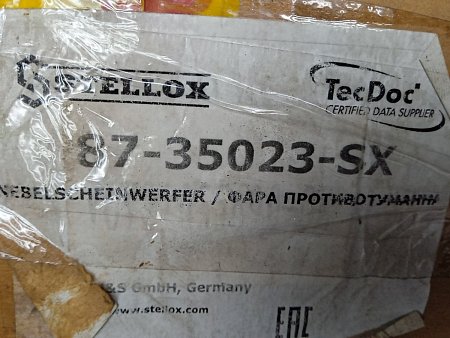 STELLOX
TecDoc
CERTIFIED DATA SUPPLIER
87-35023-SX
NEBELSCHEINWERFER / ФАРА ПРОТИВОТУМАНН
&S GmbH, Germany
www.stellox.com
EAC